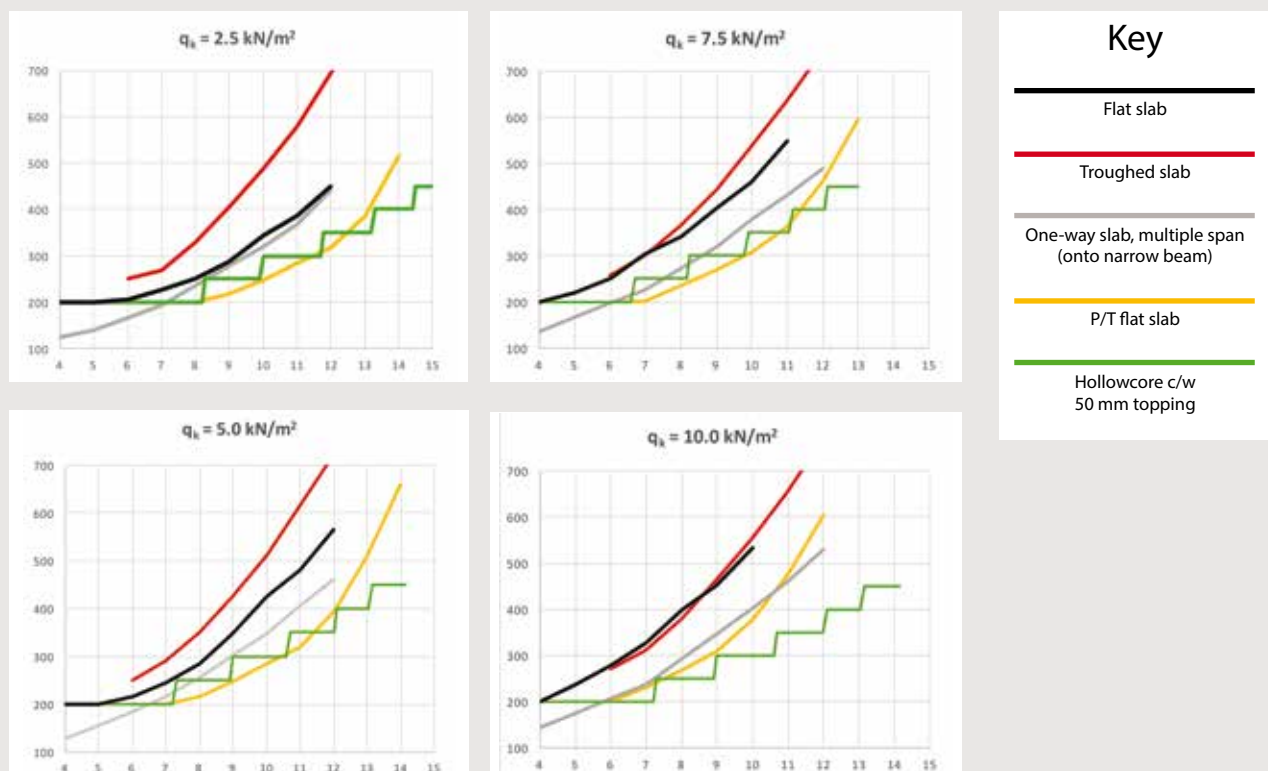 qk = 2.5 kN/m²
700
600
500
400
300
200
100
4 5 6 7 8 9 10 11 12 13 14 15
qk = 7.5 kN/m²
700
600
500
400
300
200
100
4 5 6 7 8 9 10 11 12 13 14 15
Key
Flat slab
Troughed slab
One-way slab, multiple span
(onto narrow beam)
P/T flat slab
Hollowcore c/w
50 mm topping
qk = 5.0 kN/m²
700
600
500
400
300
200
100
4 5 6 7 8 9 10 11 12 13 14 15
qk = 10.0 kN/m²
700
600
500
400
300
200
100
4 5 6 7 8 9 10 11 12 13 14 15